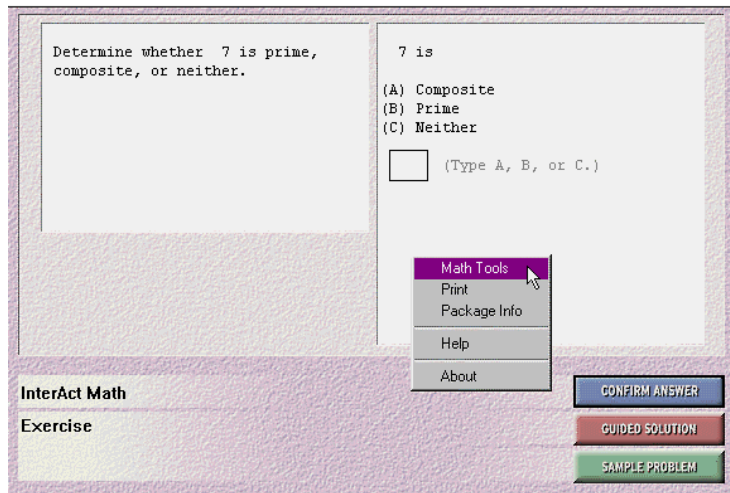 Determine whether 7 is prime,
composite, or neither.
7 is
(A) Composite
(B) Prime
(C) Neither
(Type A, B, or C.)
Math Tools
Print
Package Info
Help
About
InterAct Math
Exercise
CONFIRM ANSWER
GUIDED SOLUTION
SAMPLE PROBLEM